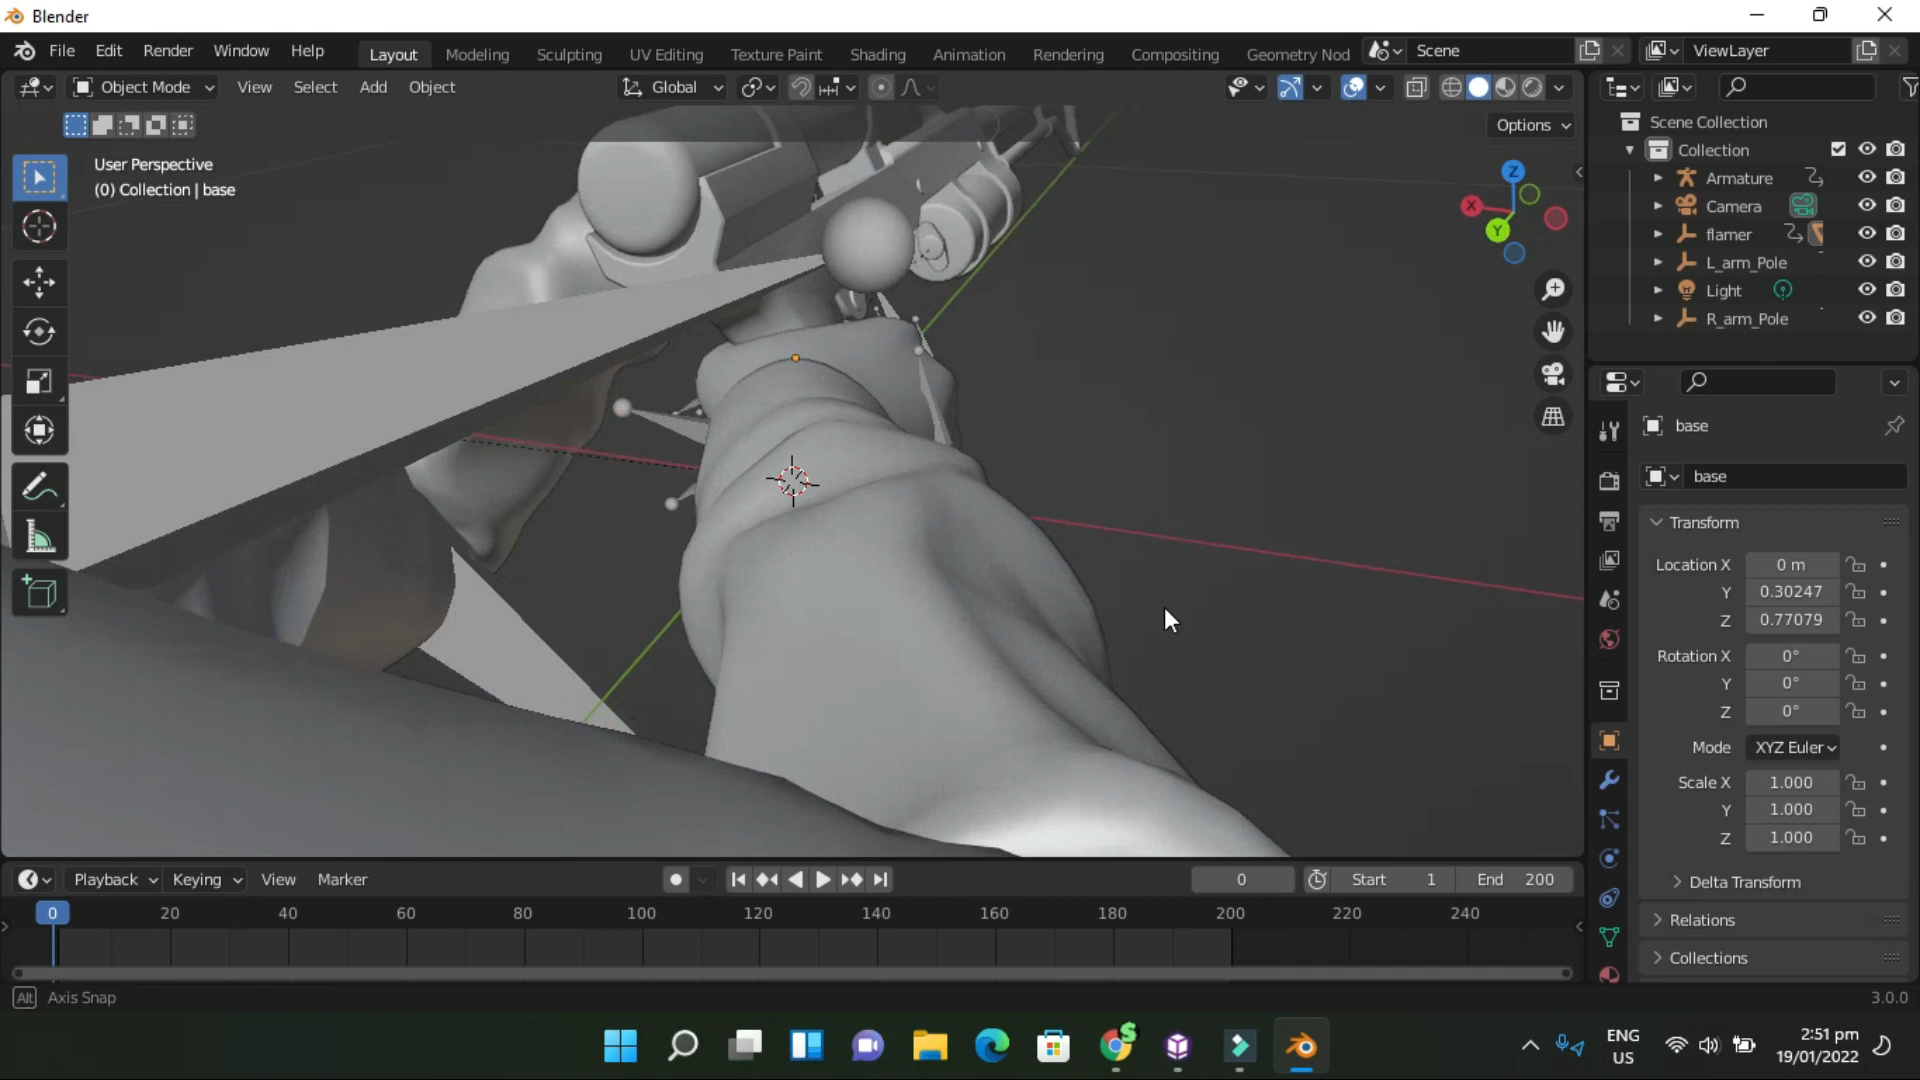 Blender
File Edit Render Window Help Layout Modeling Sculpting UV Editing Texture Paint Shading Animation Rendering Compositing Geometry Nod Scene ViewLayer
Object Mode View Select Add Object Global
Options
User Perspective
(0) Collection | base
Z
X
Y
Scene Collection
Collection
Armature
Camera
flamer
L_arm_Pole
Light
R_arm_Pole
base
base
Transform
Location X 0 m
Y 0.30247
Z 0.77079
Rotation X 0°
Y 0°
Z 0°
Mode XYZ Euler
Scale X 1.000
Y 1.000
Z 1.000
Delta Transform
Relations
Collections
Playback Keying View Marker 0 Start 1 End 200
0 20 40 60 80 100 120 140 160 180 200 220 240
Alt Axis Snap 3.0.0
ENG
US
2:51 pm
19/01/2022